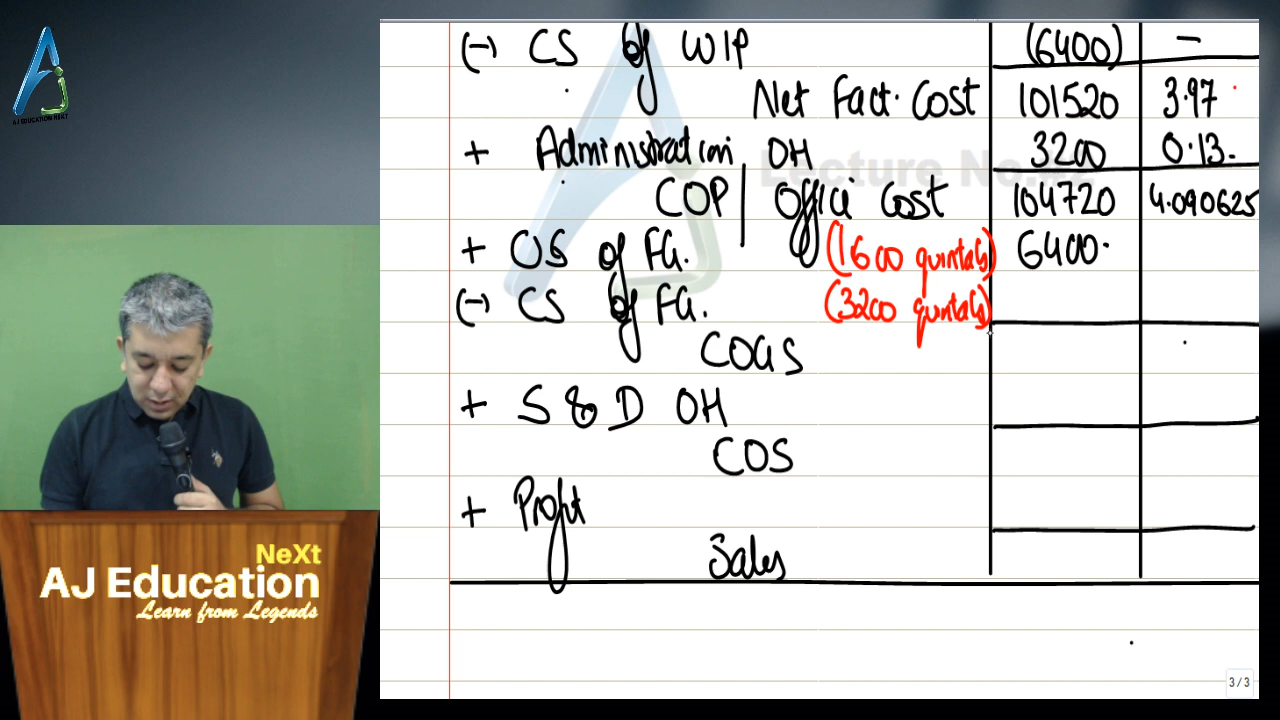 AJ EDUCATION NEXT
(-) CS of WIP (6400) -
Net Fact. Cost 101520 3.97
+ Administration OH 3200 0.13.
Lecture No.
COP / Office Cost 104720 4.090625
+ OS of FG. (1600 quintals) 6400.
(-) CS of FG. (3200 quintals)
COGS
+ S & D OH
COS
+ Profit
Sales
NeXt
AJ Education
Learn from Legends
3/3